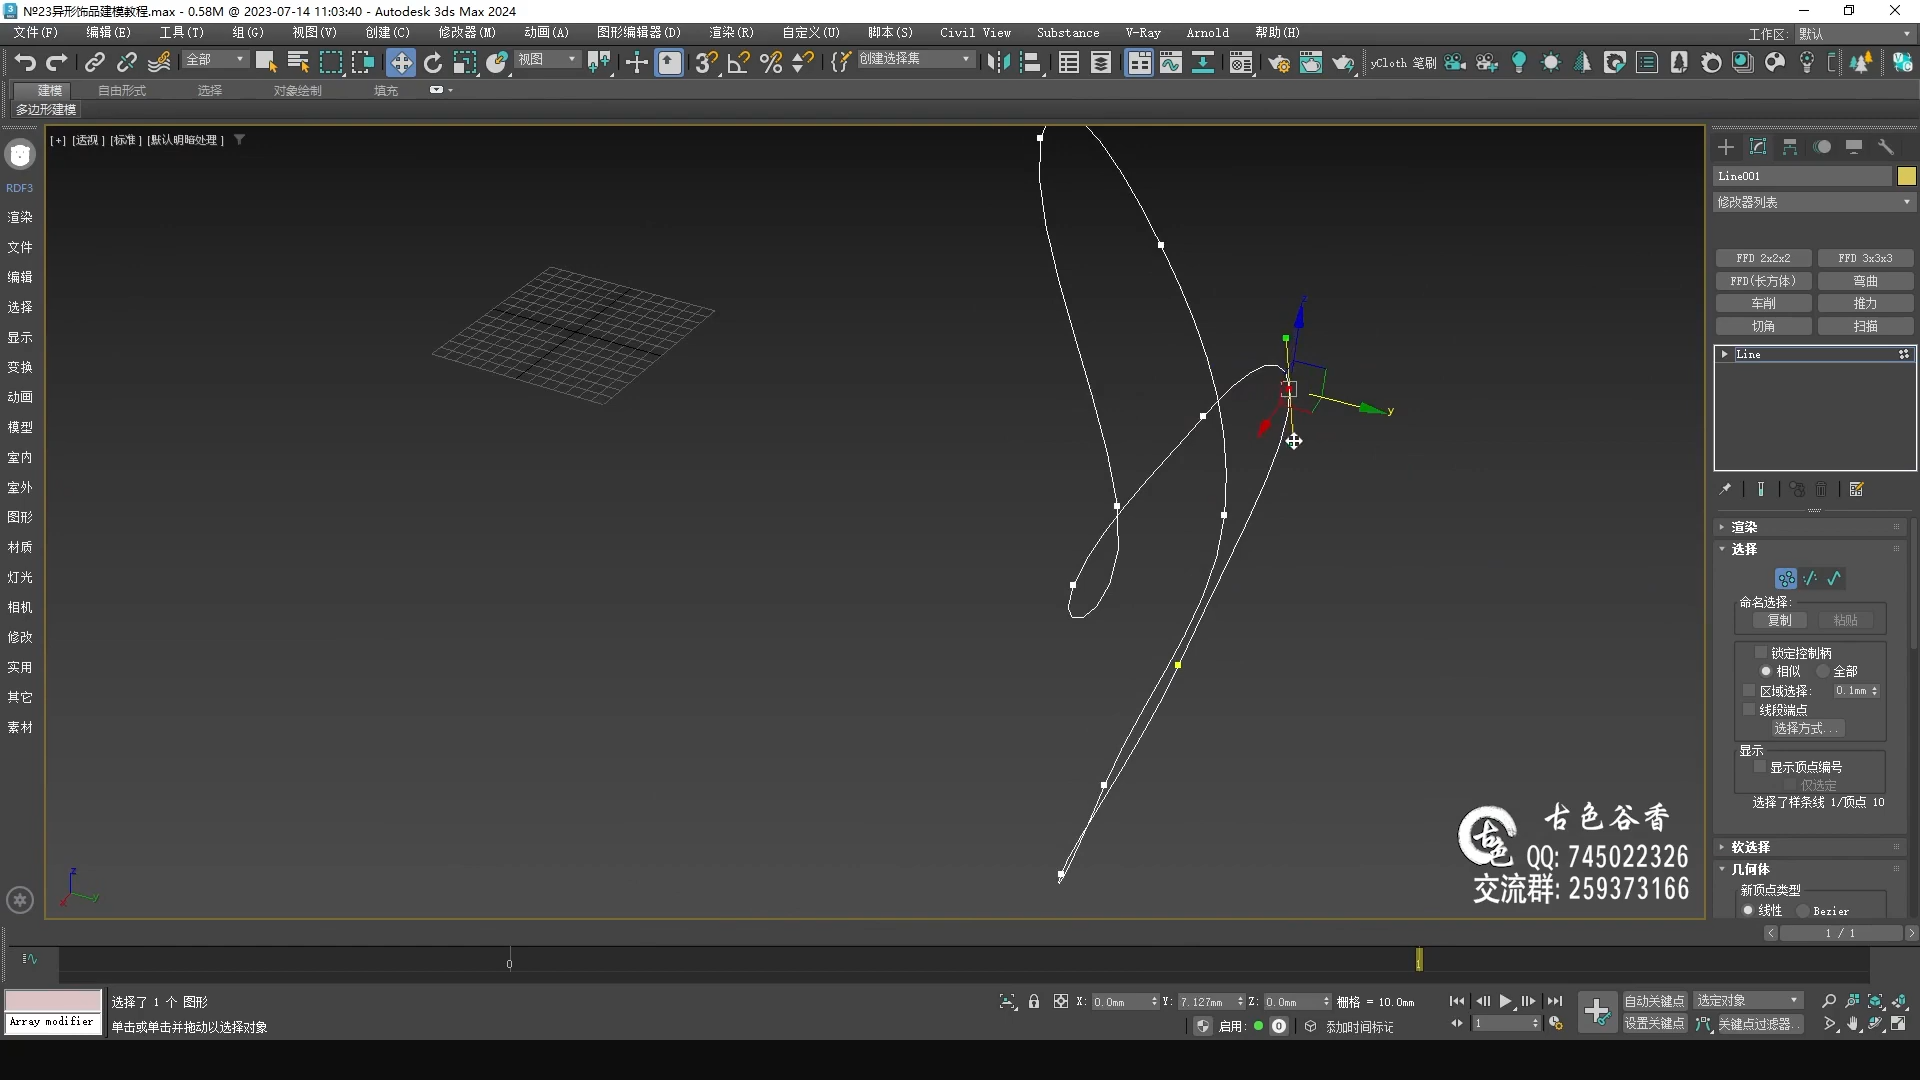 №23异形饰品建模教程.max - 0.58M @ 2023-07-14 11:03:40 - Autodesk 3ds Max 2024
文件(F) 编辑(E) 工具(T) 组(G) 视图(V) 创建(C) 修改器(M) 动画(A) 图形编辑器(D) 渲染(R) 自定义(U) 脚本(S) Civil View Substance V-Ray Arnold 帮助(H) 工作区: 默认
全部 视图 创建选择集 yCloth 笔刷
建模 自由形式 选择 对象绘制 填充
多边形建模
[+] [透视] [标准] [默认明暗处理]
RDF3
渲染
文件
编辑
选择
显示
变换
动画
模型
室内
室外
图形
材质
灯光
相机
修改
实用
其它
素材
z
y
z
y
x
古色
古色谷香
QQ: 745022326
交流群: 259373166
Line001
修改器列表
FFD 2x2x2 FFD 3x3x3
FFD(长方体) 弯曲
车削 推力
切角 扫描
Line
渲染
选择
命名选择:
复制 粘贴
锁定控制柄
相似 全部
区域选择: 0.1mm
线段端点
选择方式...
显示
显示顶点编号
仅选定
选择了样条线 1/顶点 10
软选择
几何体
新顶点类型
线性 Bezier
1 / 1
0 1
Array modifier
选择了 1 个 图形
单击或单击并拖动以选择对象
X: 0.0mm Y: 7.127mm Z: 0.0mm 栅格 = 10.0mm
启用: 0 添加时间标记
1
自动关键点 选定对象
设置关键点 关键点过滤器...